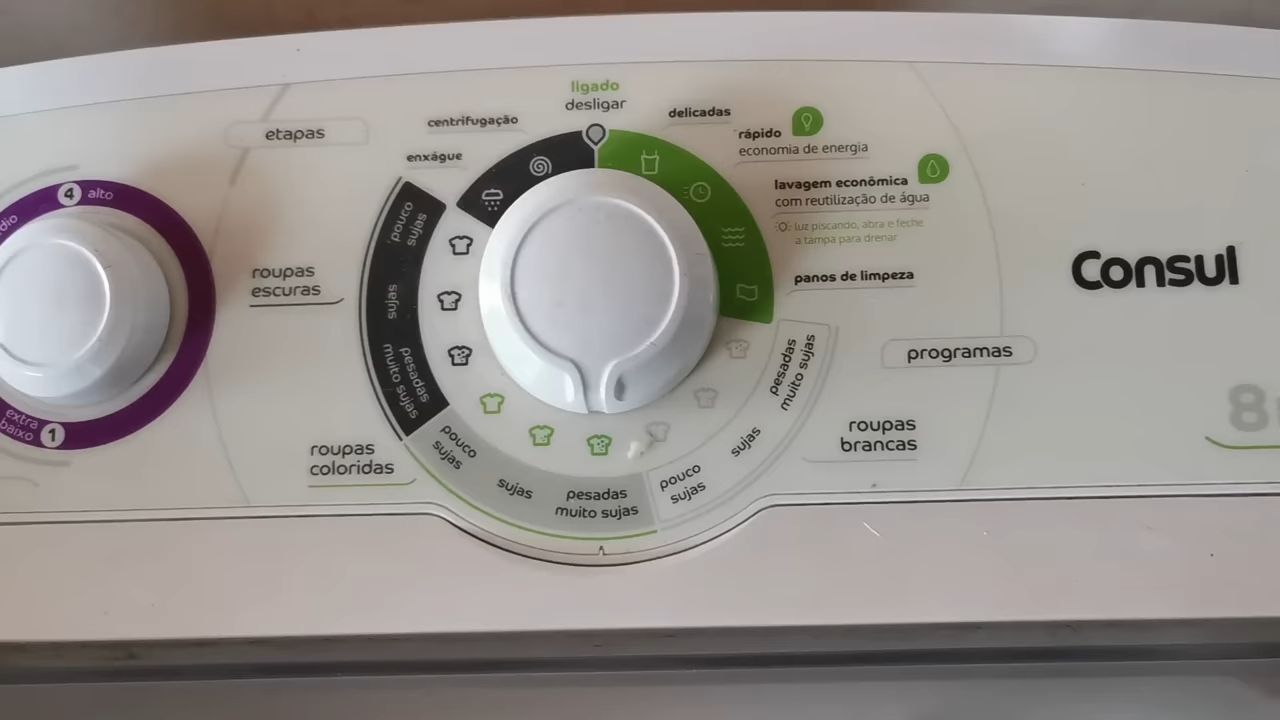 ligado
desligar
centrifugação
enxágue
etapas
delicadas
rápido
economia de energia
lavagem econômica
com reutilização de água
luz piscando, abra e feche
a tampa para drenar
panos de limpeza
4 alto
extra
baixo 1
roupas
escuras
pouco
sujas
sujas
pesadas
muito sujas
roupas
coloridas
pouco
sujas
sujas
pesadas
muito sujas
roupas
brancas
pouco
sujas
sujas
pesadas
muito sujas
programas
Consul
8